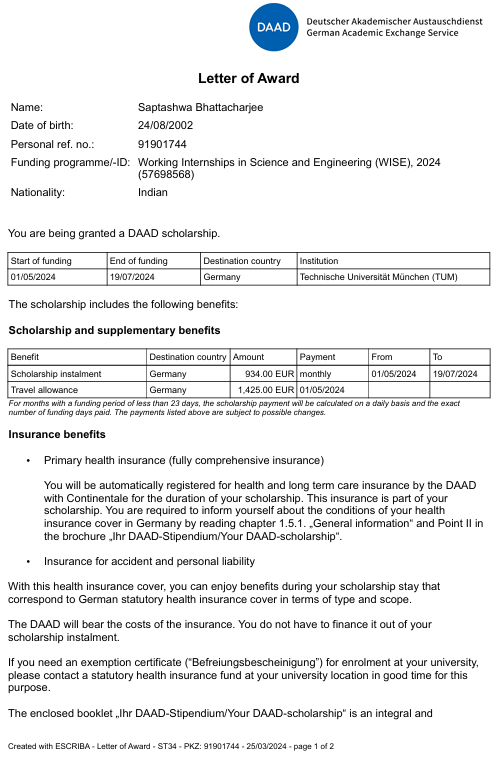 DAAD
Deutscher Akademischer Austauschdienst
German Academic Exchange Service
Letter of Award
Name: Saptashwa Bhattacharjee
Date of birth: 24/08/2002
Personal ref. no.: 91901744
Funding programme/-ID: Working Internships in Science and Engineering (WISE), 2024
(57698568)
Nationality: Indian
You are being granted a DAAD scholarship.
Start of funding End of funding Destination country Institution
01/05/2024 19/07/2024 Germany Technische Universität München (TUM)
The scholarship includes the following benefits:
Scholarship and supplementary benefits
Benefit Destination country Amount Payment From To
Scholarship instalment Germany 934.00 EUR monthly 01/05/2024 19/07/2024
Travel allowance Germany 1,425.00 EUR 01/05/2024
For months with a funding period of less than 23 days, the scholarship payment will be calculated on a daily basis and the exact
number of funding days paid. The payments listed above are subject to possible changes.
Insurance benefits
• Primary health insurance (fully comprehensive insurance)
You will be automatically registered for health and long term care insurance by the DAAD
with Continentale for the duration of your scholarship. This insurance is part of your
scholarship. You are required to inform yourself about the conditions of your health
insurance cover in Germany by reading chapter 1.5.1. „General information“ and Point II in
the brochure „Ihr DAAD-Stipendium/Your DAAD-scholarship“.
• Insurance for accident and personal liability
With this health insurance cover, you can enjoy benefits during your scholarship stay that
correspond to German statutory health insurance cover in terms of type and scope.
The DAAD will bear the costs of the insurance. You do not have to finance it out of your
scholarship instalment.
If you need an exemption certificate (“Befreiungsbescheinigung”) for enrolment at your university,
please contact a statutory health insurance fund at your university location in good time for this
purpose.
The enclosed booklet „Ihr DAAD-Stipendium/Your DAAD-scholarship“ is an integral and
Created with ESCRIBA - Letter of Award - ST34 - PKZ: 91901744 - 25/03/2024 - page 1 of 2